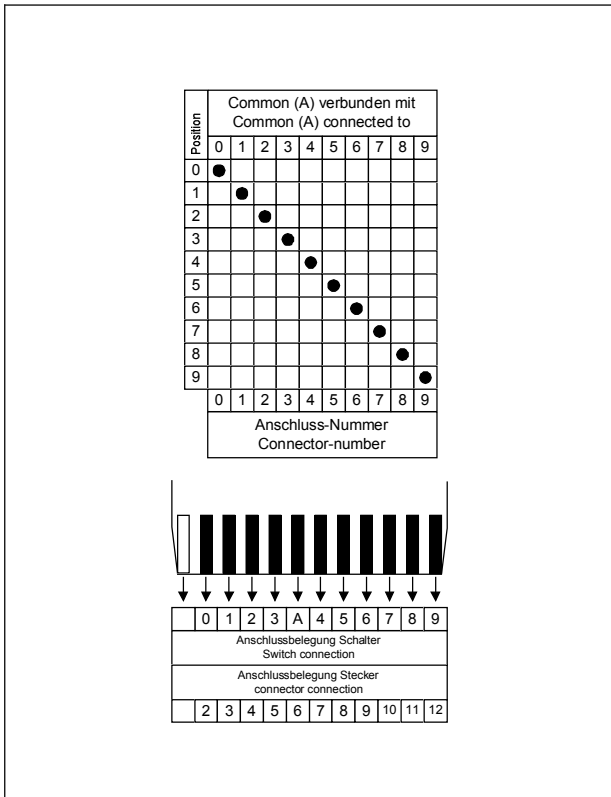 Common (A) verbunden mit
Common (A) connected to
Position
0 1 2 3 4 5 6 7 8 9
0
1
2
3
4
5
6
7
8
9
0 1 2 3 4 5 6 7 8 9
Anschluss-Nummer
Connector-number
0 1 2 3 A 4 5 6 7 8 9
Anschlussbelegung Schalter
Switch connection
Anschlussbelegung Stecker
connector connection
2 3 4 5 6 7 8 9 10 11 12